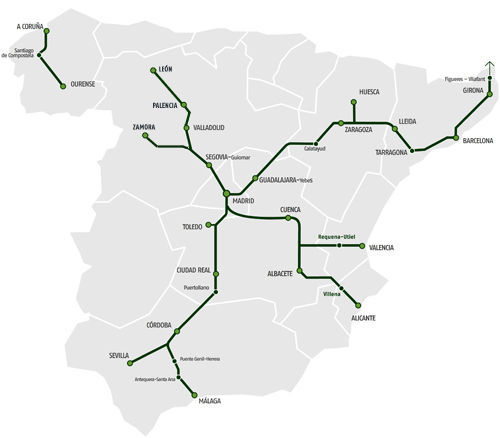 A CORUÑA
Santiago
de Compostela
OURENSE
LEÓN
PALENCIA
ZAMORA
VALLADOLID
SEGOVIA-Guiomar
GUADALAJARA-Yebes
MADRID
Calatayud
HUESCA
ZARAGOZA
LLEIDA
TARRAGONA
BARCELONA
GIRONA
Figueres - Vilafant
TOLEDO
CUENCA
Requena-Utiel
VALENCIA
ALBACETE
Villena
ALICANTE
CIUDAD REAL
Puertollano
CÓRDOBA
SEVILLA
Puente Genil-Herrera
Antequera-Santa Ana
MÁLAGA